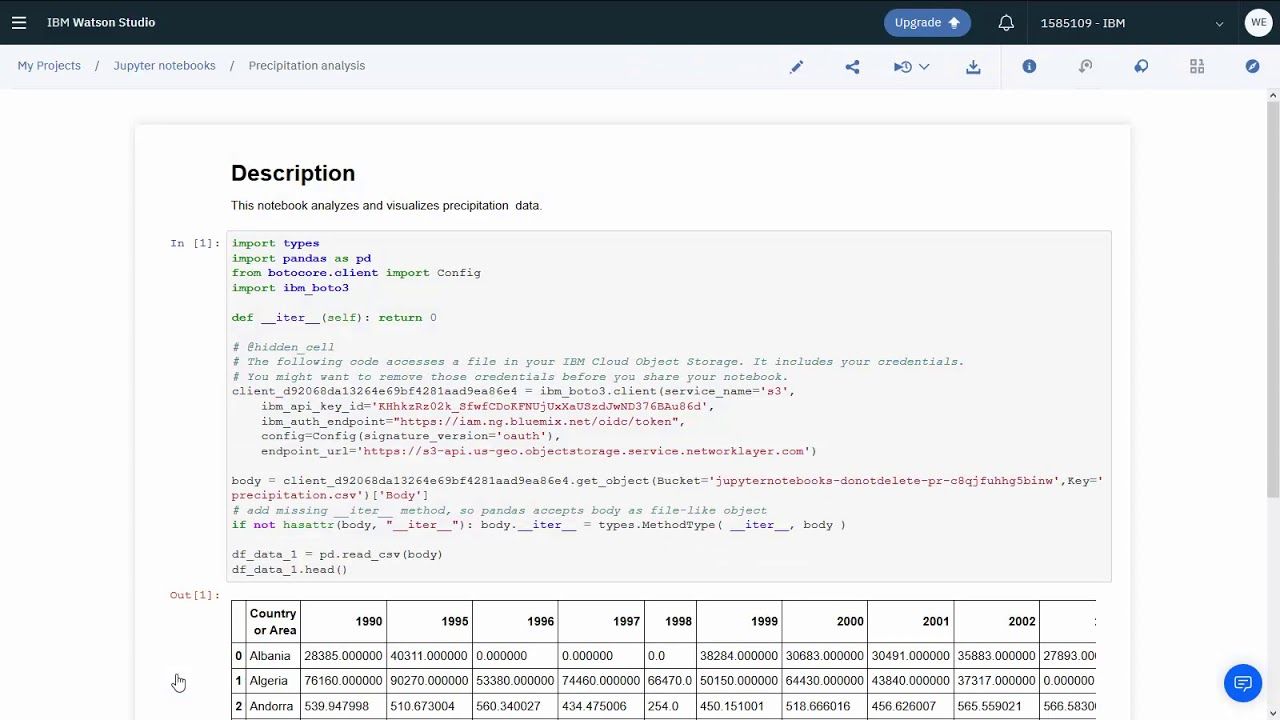 IBM Watson Studio
Upgrade
1585109 - IBM
WE
My Projects / Jupyter notebooks / Precipitation analysis
Description
This notebook analyzes and visualizes precipitation data.
In [1]:
import types
import pandas as pd
from botocore.client import Config
import ibm_boto3
def __iter__(self): return 0
# @hidden_cell
# The following code accesses a file in your IBM Cloud Object Storage. It includes your credentials.
# You might want to remove those credentials before you share your notebook.
client_d92068da13264e69bf4281aad9ea86e4 = ibm_boto3.client(service_name='s3',
ibm_api_key_id='KHhkzRz02k_SfwfCDoKFNUjUxXaUSzdJwND376BAu86d',
ibm_auth_endpoint="https://iam.ng.bluemix.net/oidc/token",
config=Config(signature_version='oauth'),
endpoint_url='https://s3-api.us-geo.objectstorage.service.networklayer.com')
body = client_d92068da13264e69bf4281aad9ea86e4.get_object(Bucket='jupyternotebooks-donotdelete-pr-c8qjfuhhg5binw',Key='
precipitation.csv')['Body']
# add missing __iter__ method, so pandas accepts body as file-like object
if not hasattr(body, "__iter__"): body.__iter__ = types.MethodType( __iter__, body )
df_data_1 = pd.read_csv(body)
df_data_1.head()
Out[1]:
Country or Area 1990 1995 1996 1997 1998 1999 2000 2001 2002
0 Albania 28385.000000 40311.000000 0.000000 0.000000 0.0 38284.000000 30683.000000 30491.000000 35883.000000 27893.00
1 Algeria 76160.000000 90270.000000 53380.000000 74460.000000 66470.0 50150.000000 64430.000000 43840.000000 37317.000000 0.000000
2 Andorra 539.947998 510.673004 560.340027 434.475006 254.0 450.151001 518.666016 456.626007 565.559021 566.5830